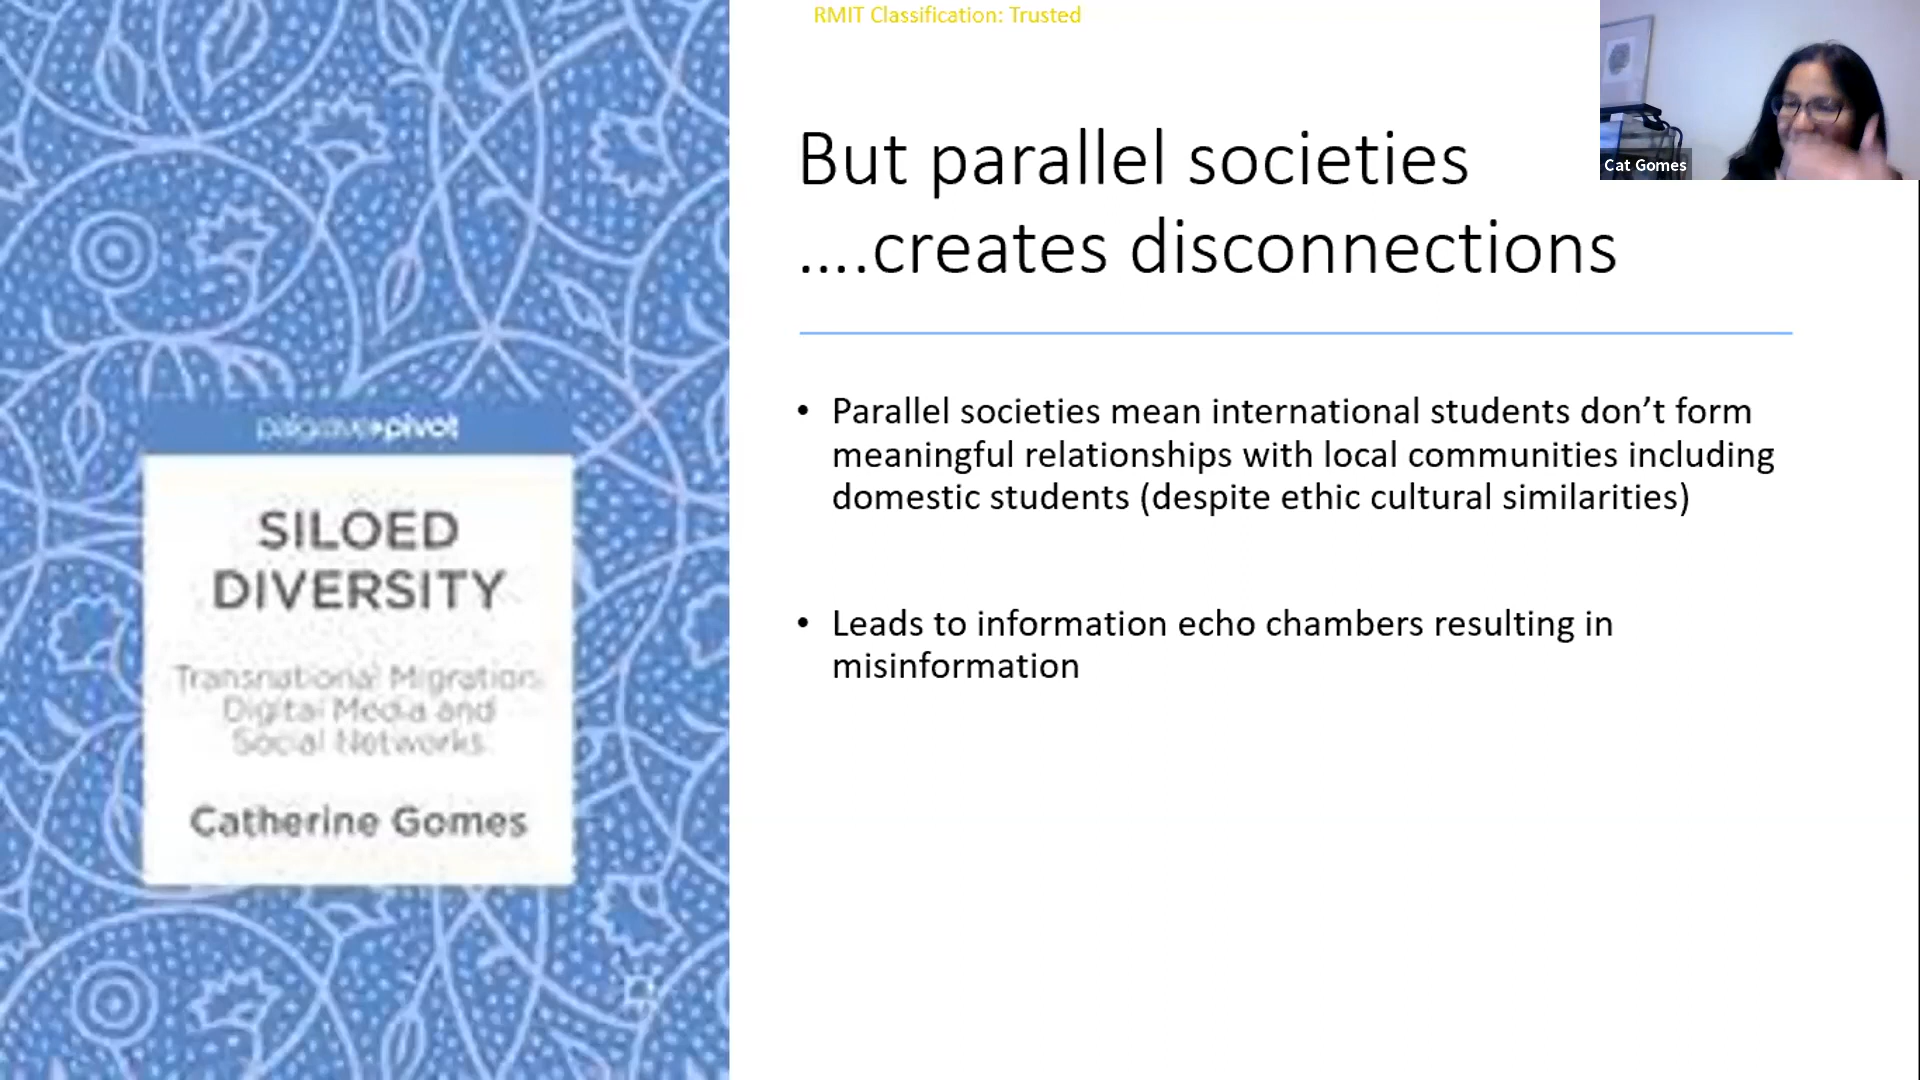 RMIT Classification: Trusted
Cat Gomes
But parallel societies
....creates disconnections
• Parallel societies mean international students don’t form
meaningful relationships with local communities including
domestic students (despite ethic cultural similarities)
• Leads to information echo chambers resulting in
misinformation
palgrave pivot
SILOED
DIVERSITY
Transnational Migration,
Digital Media and
Social Networks
Catherine Gomes